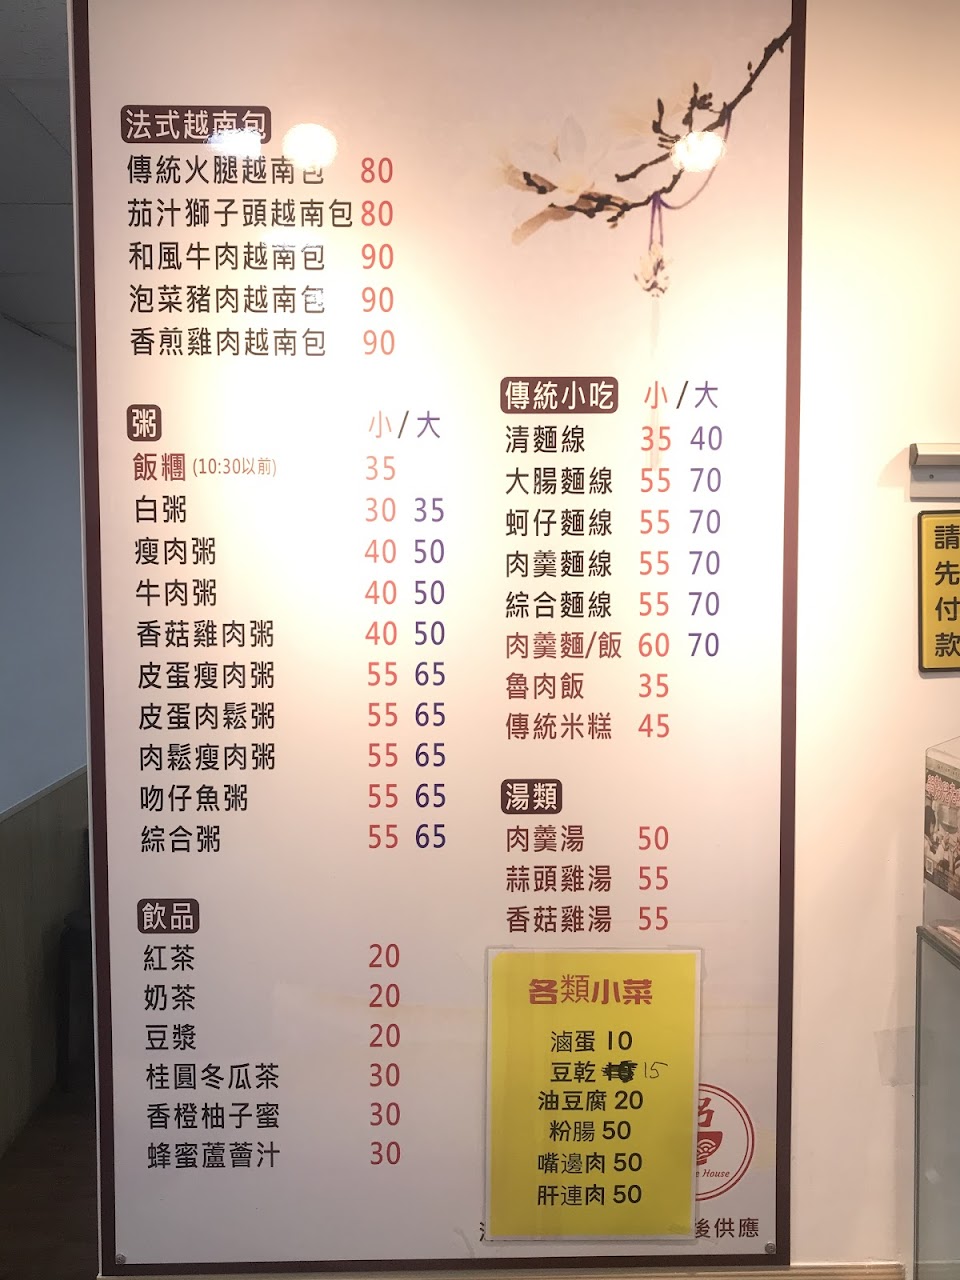 法式越南包
傳統火腿越南包 80
茄汁獅子頭越南包 80
和風牛肉越南包 90
泡菜豬肉越南包 90
香煎雞肉越南包 90
粥 小/大
飯糰 (10:30以前) 35
白粥 30 35
瘦肉粥 40 50
牛肉粥 40 50
香菇雞肉粥 40 50
皮蛋瘦肉粥 55 65
皮蛋肉鬆粥 55 65
肉鬆瘦肉粥 55 65
吻仔魚粥 55 65
綜合粥 55 65
飲品
紅茶 20
奶茶 20
豆漿 20
桂圓冬瓜茶 30
香橙柚子蜜 30
蜂蜜蘆薈汁 30
傳統小吃 小/大
清麵線 35 40
大腸麵線 55 70
蚵仔麵線 55 70
肉羹麵線 55 70
綜合麵線 55 70
肉羹麵/飯 60 70
魯肉飯 35
傳統米糕 45
湯類
肉羹湯 50
蒜頭雞湯 55
香菇雞湯 55
各類小菜
滷蛋 10
豆乾 15
油豆腐 20
粉腸 50
嘴邊肉 50
肝連肉 50
House
後供應
請先付款